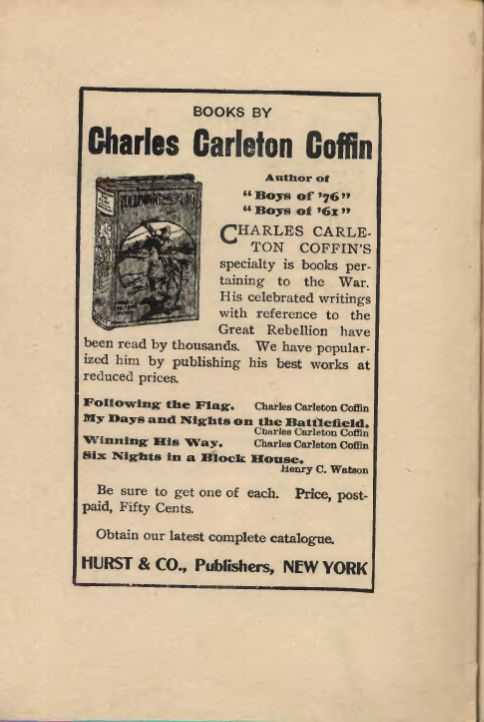 BOOKS BY
Charles Carleton Coffin
Author of
"Boys of '76"
"Boys of '61"
CHARLES CARLE-
TON COFFIN'S
specialty is books per-
taining to the War.
His celebrated writings
with reference to the
Great Rebellion have
been read by thousands. We have popular-
ized him by publishing his best works at
reduced prices.
Following the Flag. Charles Carleton Coffin
My Days and Nights on the Battlefield.
Charles Carleton Coffin
Winning His Way. Charles Carleton Coffin
Six Nights in a Block House.
Henry C. Watson
Be sure to get one of each. Price, post-
paid, Fifty Cents.
Obtain our latest complete catalogue.
HURST & CO., Publishers, NEW YORK